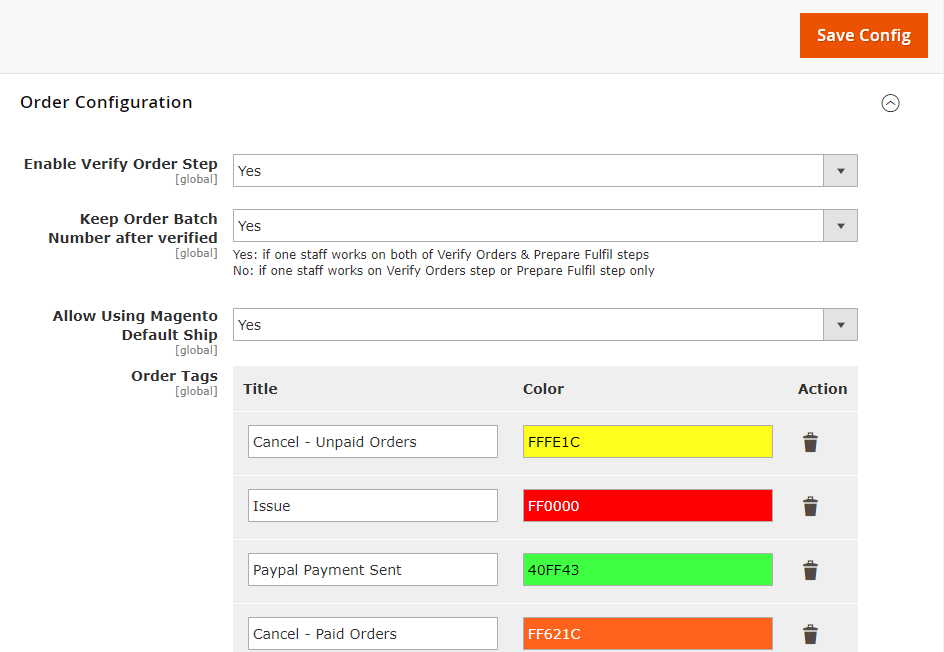 Save Config
Order Configuration
Enable Verify Order Step
[global]
Yes
Keep Order Batch
Number after verified
[global]
Yes
Yes: if one staff works on both of Verify Orders & Prepare Fulfil steps
No: if one staff works on Verify Orders step or Prepare Fulfil step only
Allow Using Magento
Default Ship
[global]
Yes
Order Tags
[global]
Title Color Action
Cancel - Unpaid Orders FFFE1C
Issue FF0000
Paypal Payment Sent 40FF43
Cancel - Paid Orders FF621C